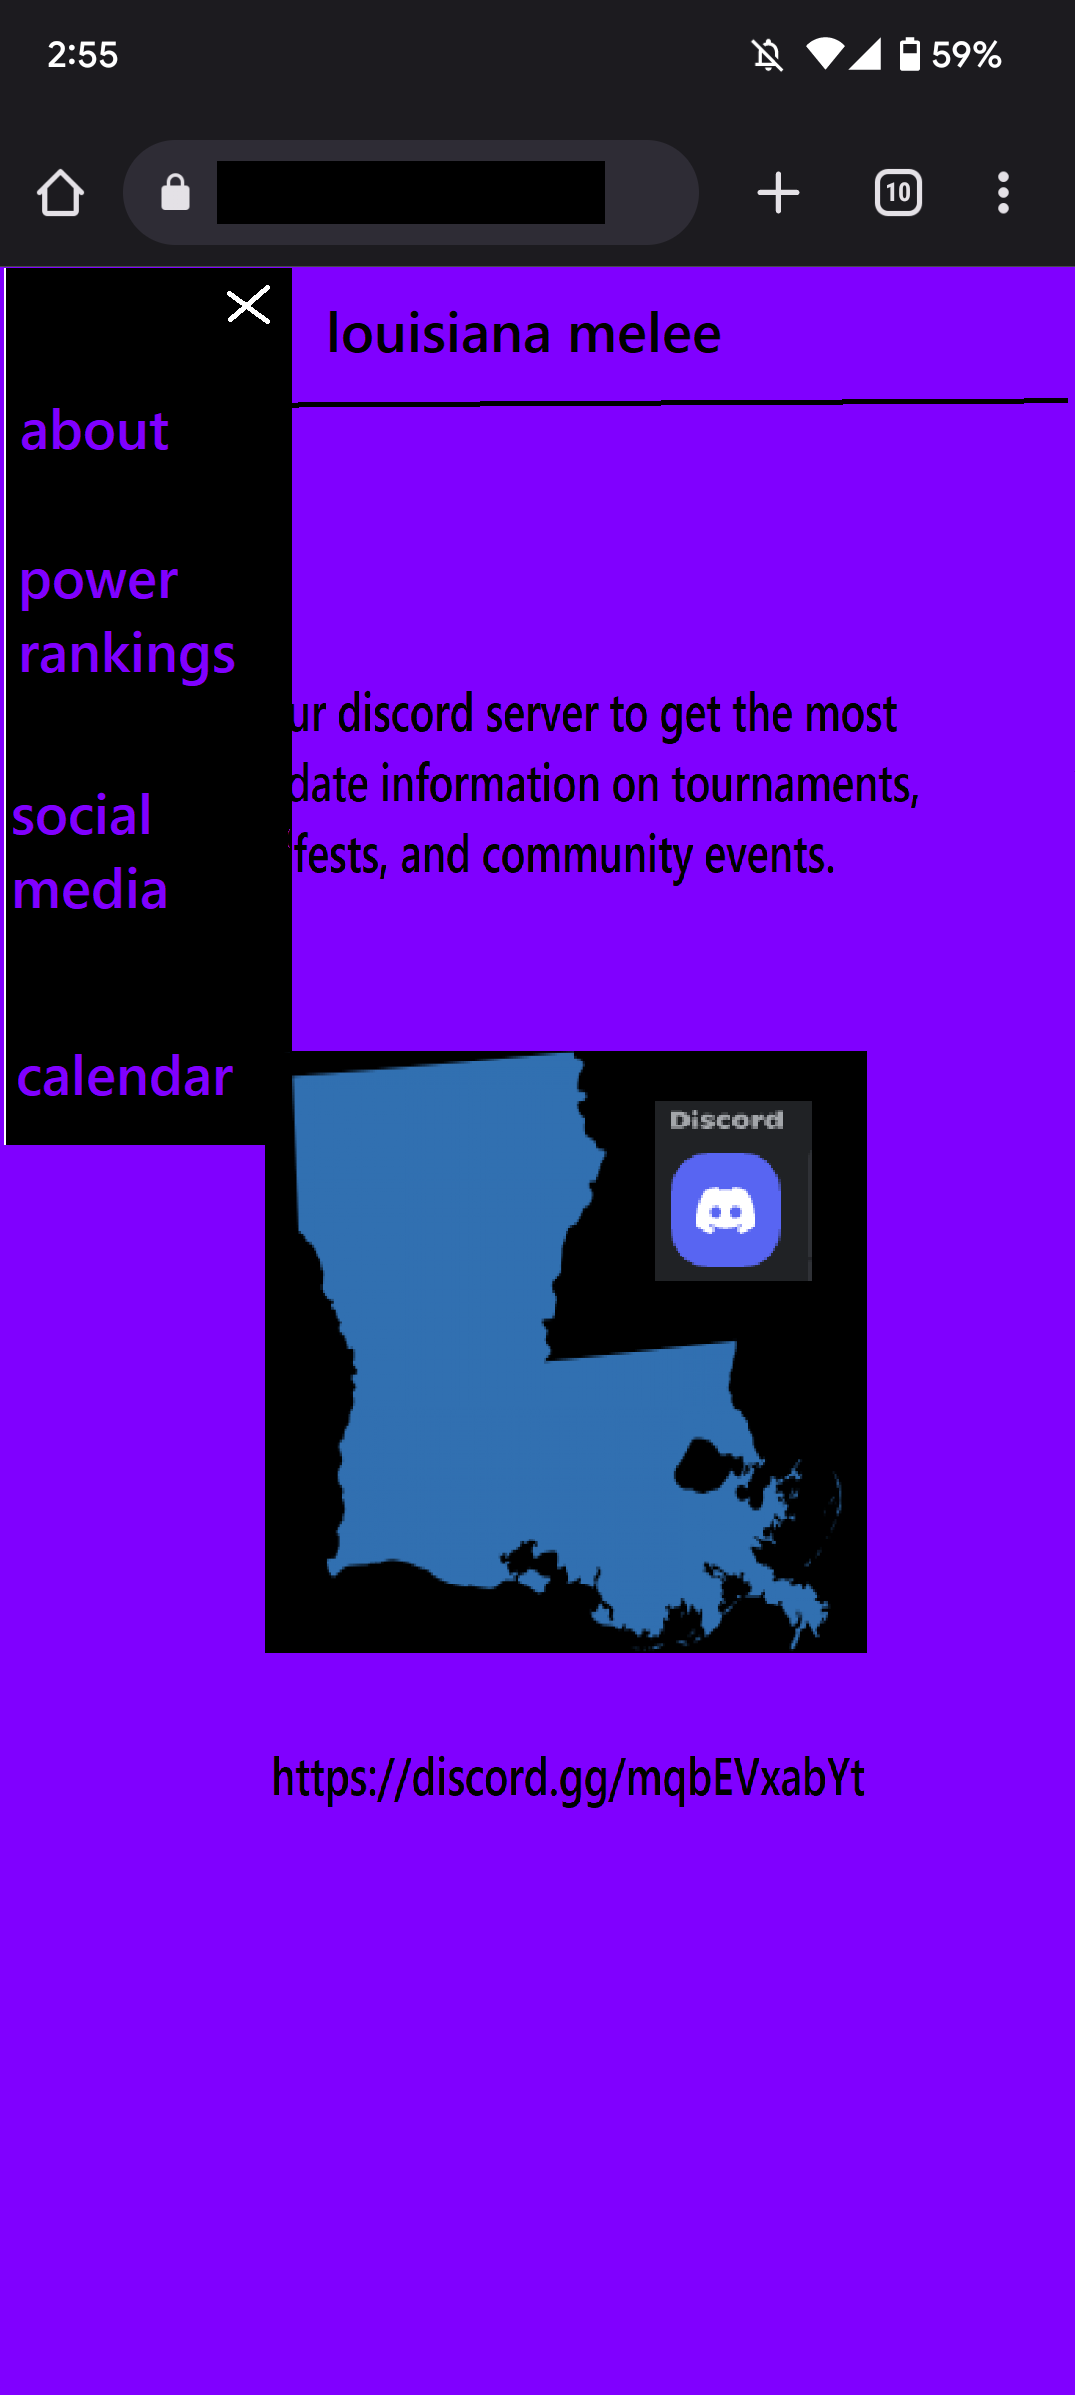 2:55
59%
10
louisiana melee
about
power
rankings
social
media
calendar
ur discord server to get the most
date information on tournaments,
fests, and community events.
Discord
https://discord.gg/mqbEVxabYt